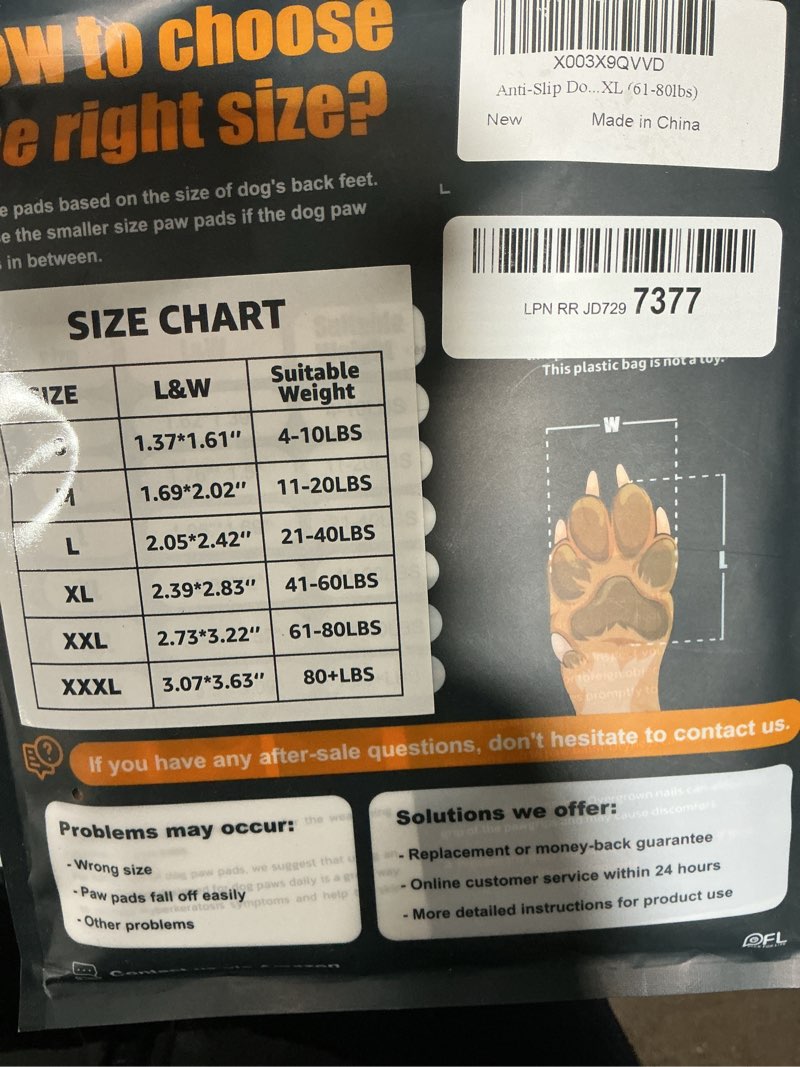 ow to choose
e right size?
e pads based on the size of dog's back feet.
e the smaller size paw pads if the dog paw
in between.
X003X9QVVD
Anti-Slip Do...XL (61-80lbs)
New Made in China
L
LPN RR JD729 7377
This plastic bag is not a toy.
SIZE CHART
SIZE L&W Suitable Weight
S 1.37*1.61" 4-10LBS
M 1.69*2.02" 11-20LBS
L 2.05*2.42" 21-40LBS
XL 2.39*2.83" 41-60LBS
XXL 2.73*3.22" 61-80LBS
XXXL 3.07*3.63" 80+LBS
W
L
If you have any after-sale questions, don't hesitate to contact us.
Problems may occur:
- Wrong size
- Paw pads fall off easily
- Other problems
Solutions we offer:
- Replacement or money-back guarantee
- Online customer service within 24 hours
- More detailed instructions for product use